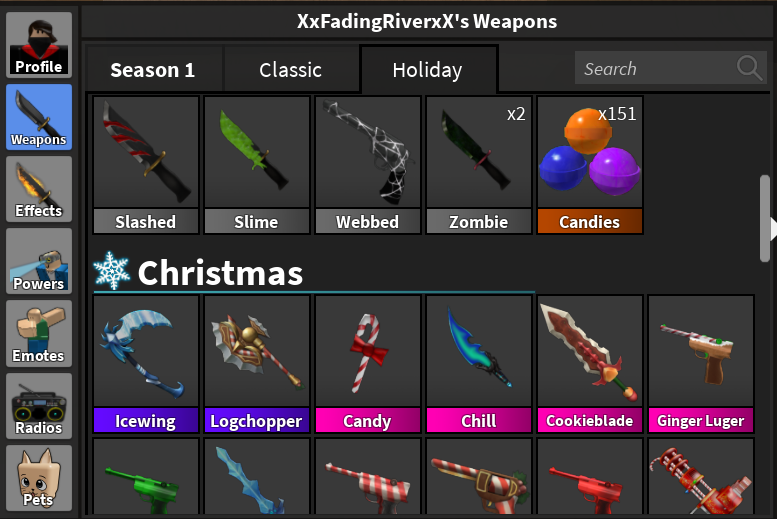 XxFadingRiverxX's Weapons
Profile
Weapons
Effects
Powers
Emotes
Radios
Pets
Season 1
Classic
Holiday
Search
x2
x151
Slashed
Slime
Webbed
Zombie
Candies
Christmas
Icewing
Logchopper
Candy
Chill
Cookieblade
Ginger Luger